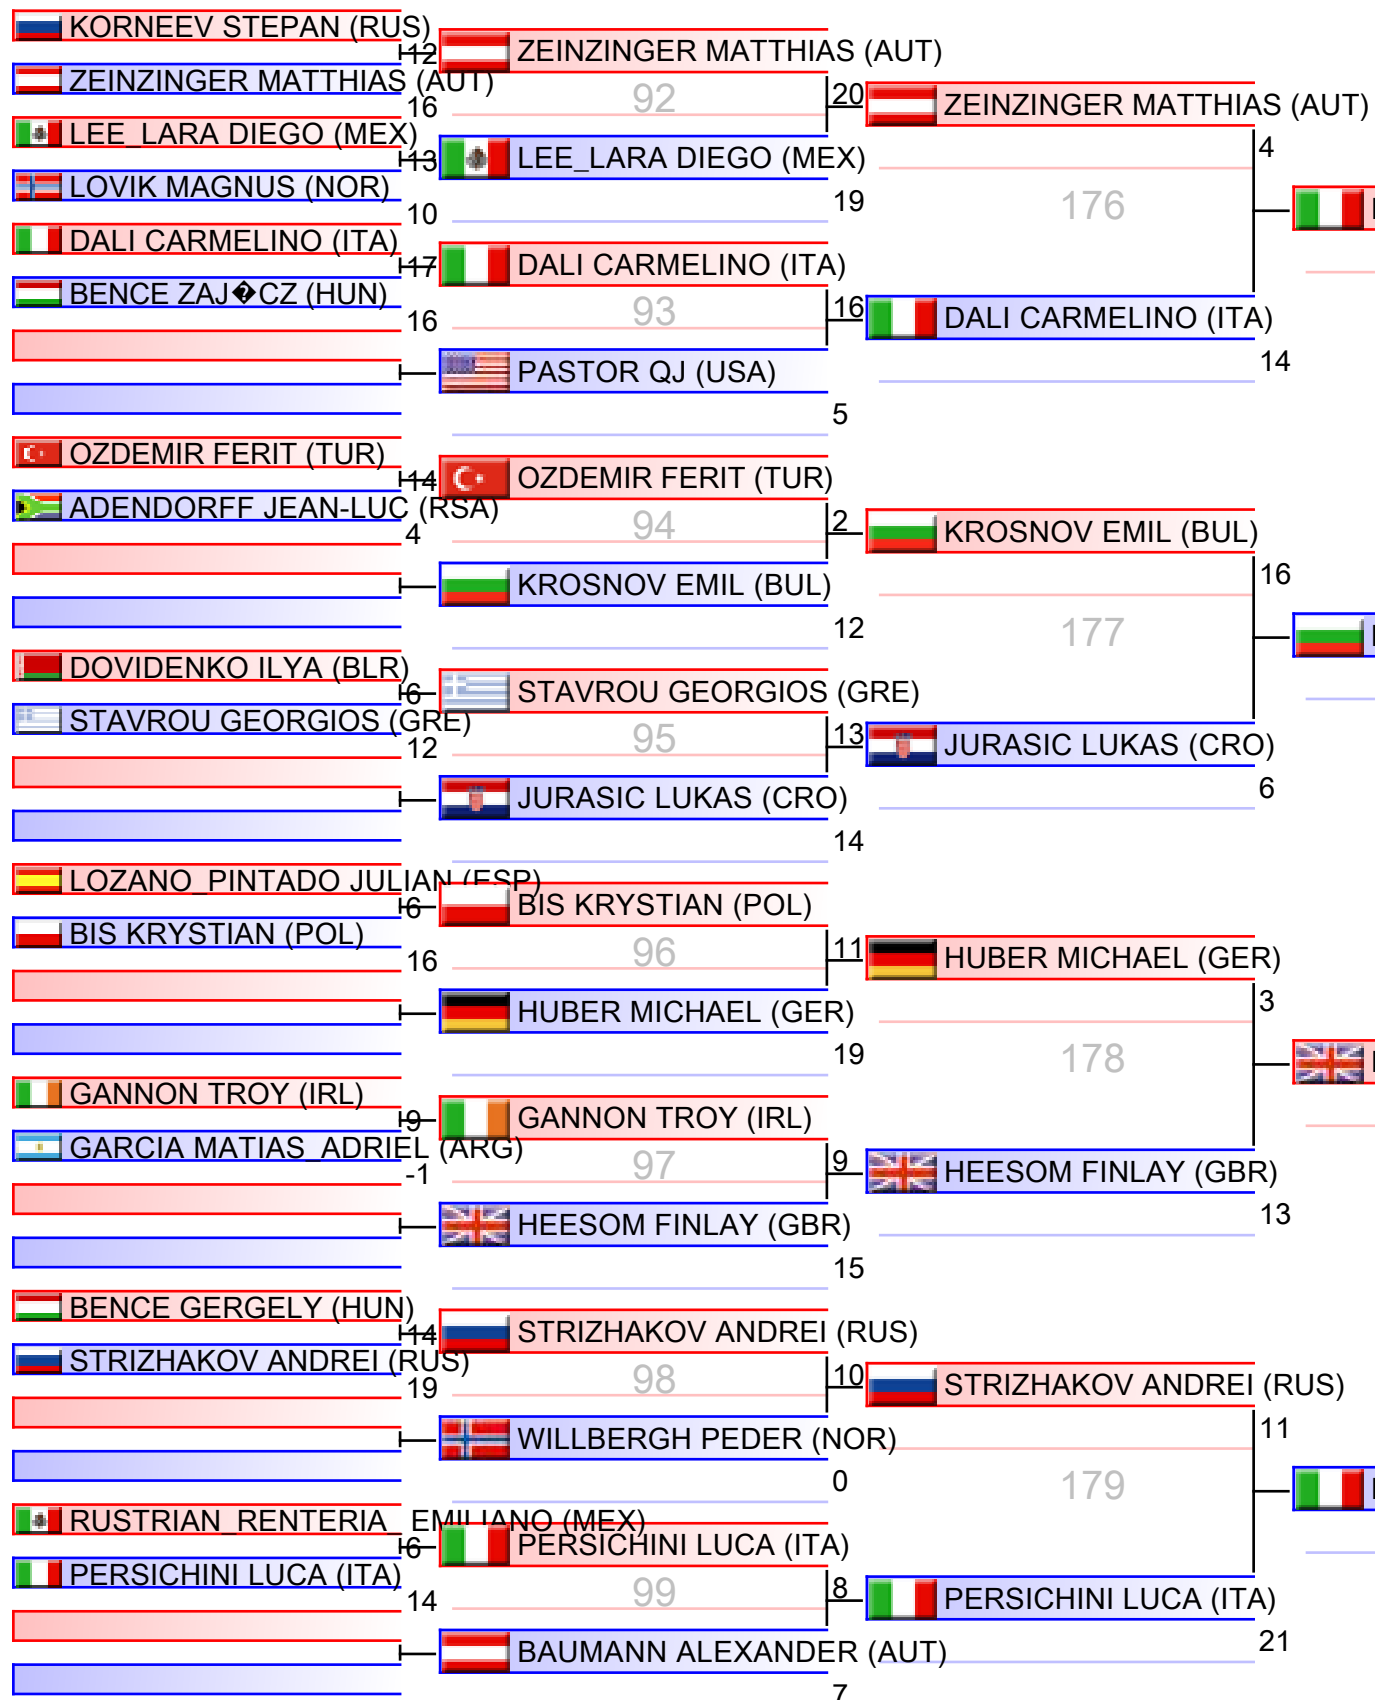 KORNEEV STEPAN (RUS)
12
ZEINZINGER MATTHIAS (AUT)
16
LEE_LARA DIEGO (MEX)
13
LOVIK MAGNUS (NOR)
10
DALI CARMELINO (ITA)
17
BENCE ZAJ�CZ (HUN)
16
OZDEMIR FERIT (TUR)
14
ADENDORFF JEAN-LUC (RSA)
4
DOVIDENKO ILYA (BLR)
6
STAVROU GEORGIOS (GRE)
12
LOZANO_PINTADO JULIAN (ESP)
6
BIS KRYSTIAN (POL)
16
GANNON TROY (IRL)
9
GARCIA MATIAS_ADRIEL (ARG)
-1
BENCE GERGELY (HUN)
14
STRIZHAKOV ANDREI (RUS)
19
RUSTRIAN_RENTERIA_ EMILIANO (MEX)
6
PERSICHINI LUCA (ITA)
14
ZEINZINGER MATTHIAS (AUT)
92
20
LEE_LARA DIEGO (MEX)
19
DALI CARMELINO (ITA)
93
16
PASTOR QJ (USA)
5
OZDEMIR FERIT (TUR)
94
2
KROSNOV EMIL (BUL)
12
STAVROU GEORGIOS (GRE)
95
13
JURASIC LUKAS (CRO)
14
BIS KRYSTIAN (POL)
96
11
HUBER MICHAEL (GER)
19
GANNON TROY (IRL)
97
9
HEESOM FINLAY (GBR)
15
STRIZHAKOV ANDREI (RUS)
98
10
WILLBERGH PEDER (NOR)
0
PERSICHINI LUCA (ITA)
99
8
BAUMANN ALEXANDER (AUT)
7
ZEINZINGER MATTHIAS (AUT)
4
176
DALI CARMELINO (ITA)
14
KROSNOV EMIL (BUL)
16
177
JURASIC LUKAS (CRO)
6
HUBER MICHAEL (GER)
3
178
HEESOM FINLAY (GBR)
13
STRIZHAKOV ANDREI (RUS)
11
179
PERSICHINI LUCA (ITA)
21